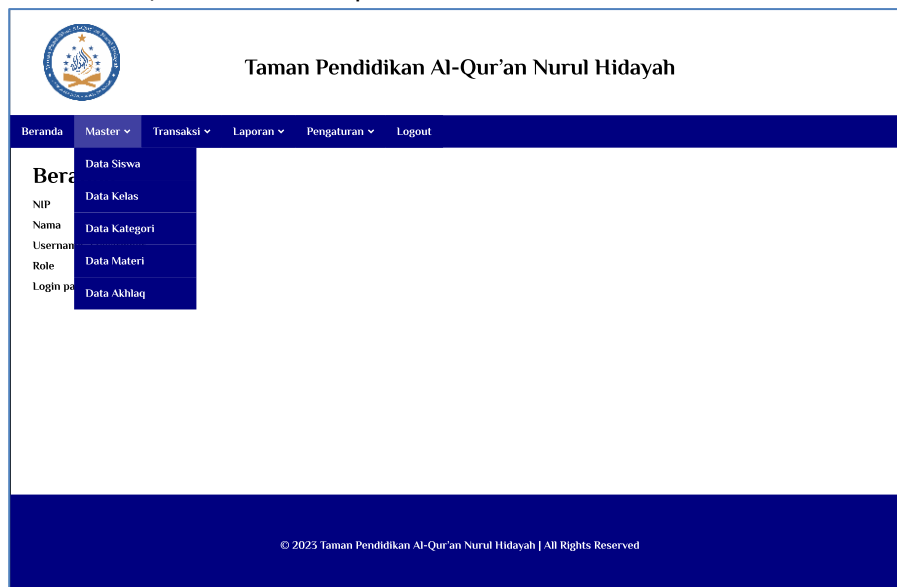 Taman Pendidikan Al-Qur'an Nurul Hidayah
Beranda Master Transaksi Laporan Pengaturan Logout
Data Siswa
Data Kelas
NIP
Nama Data Kategori
Data Materi
Role
Login
Data Akhlaq
© 2023 Taman Pendidikan Al-Qur'an Nurul Hidayah | All Rights Reserved